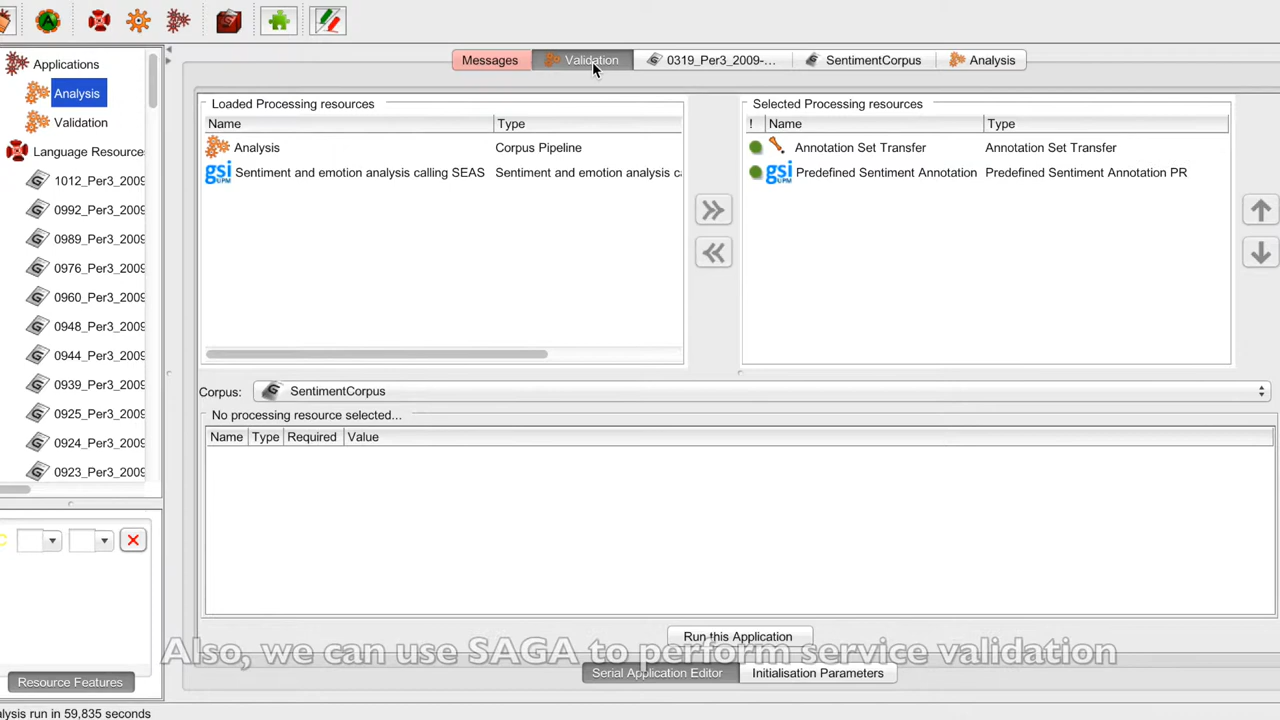 Messages
Validation
0319_Per3_2009-...
SentimentCorpus
Analysis
Applications
Analysis
Validation
Language Resource
1012_Per3_2009
0992_Per3_2009
0989_Per3_2009
0976_Per3_2009
0960_Per3_2009
0948_Per3_2009
0944_Per3_2009
0939_Per3_2009
0925_Per3_2009
0924_Per3_2009
0923_Per3_2009
Loaded Processing resources
Name Type
Analysis Corpus Pipeline
gsi UPM Sentiment and emotion analysis calling SEAS Sentiment and emotion analysis c
Selected Processing resources
! Name Type
Annotation Set Transfer Annotation Set Transfer
gsi UPM Predefined Sentiment Annotation Predefined Sentiment Annotation PR
Corpus: SentimentCorpus
No processing resource selected...
Name Type Required Value
Run this Application
Also, we can use SAGA to perform service validation
Serial Application Editor Initialisation Parameters
Resource Features
alysis run in 59,835 seconds